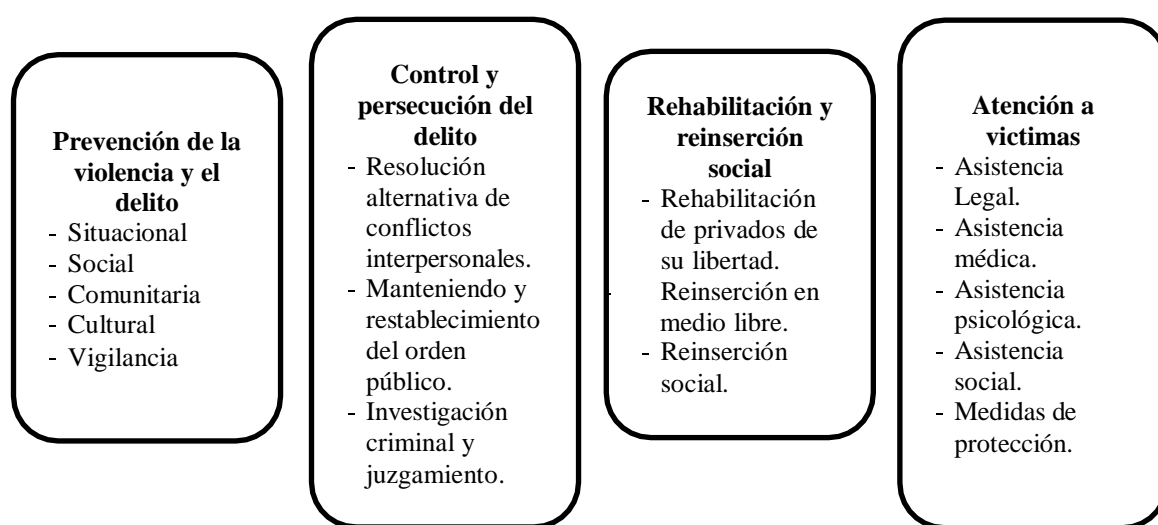 Prevención de la
violencia y el
delito
- Situacional
- Social
- Comunitaria
- Cultural
- Vigilancia
Control y
persecución del
delito
- Resolución
alternativa de
conflictos
interpersonales.
- Manteniendo y
restablecimiento
del orden
público.
- Investigación
criminal y
juzgamiento.
Rehabilitación y
reinserción
social
- Rehabilitación
de privados de
su libertad.
- Reinserción en
medio libre.
- Reinserción
social.
Atención a
victimas
- Asistencia
Legal.
- Asistencia
médica.
- Asistencia
psicológica.
- Asistencia
social.
- Medidas de
protección.